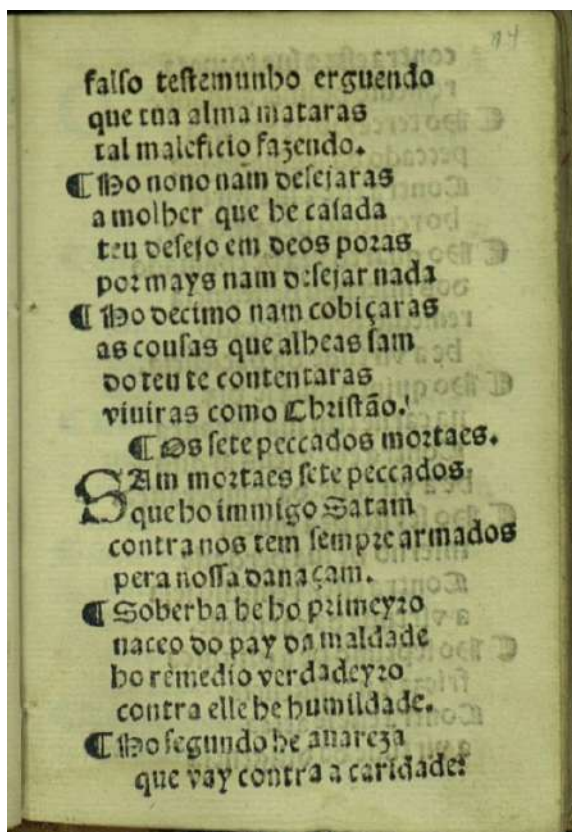 falso testemunho erguendo
que tua alma mataras
tal maleficio fazendo.
¶ Ho nono nam desejaras
a molher que he casada
teu desejo em deos poras
por mays nam desejar nada
¶ Ho decimo nam cobiçaras
as cousas que alheas sam
do teu te contentaras
viuiras como Christão.
¶ Os sete peccados mortaes.
SAm mortaes sete peccados
que ho immigo Satam
contra nos tem sempre armados
pera nossa danaçam.
¶ Soberba he ho primeyro
naceo do pay da maldade
ho remedio verdadeyro
contra elle he humildade.
¶ Ho segundo he auareza
que vay contra a caridade: